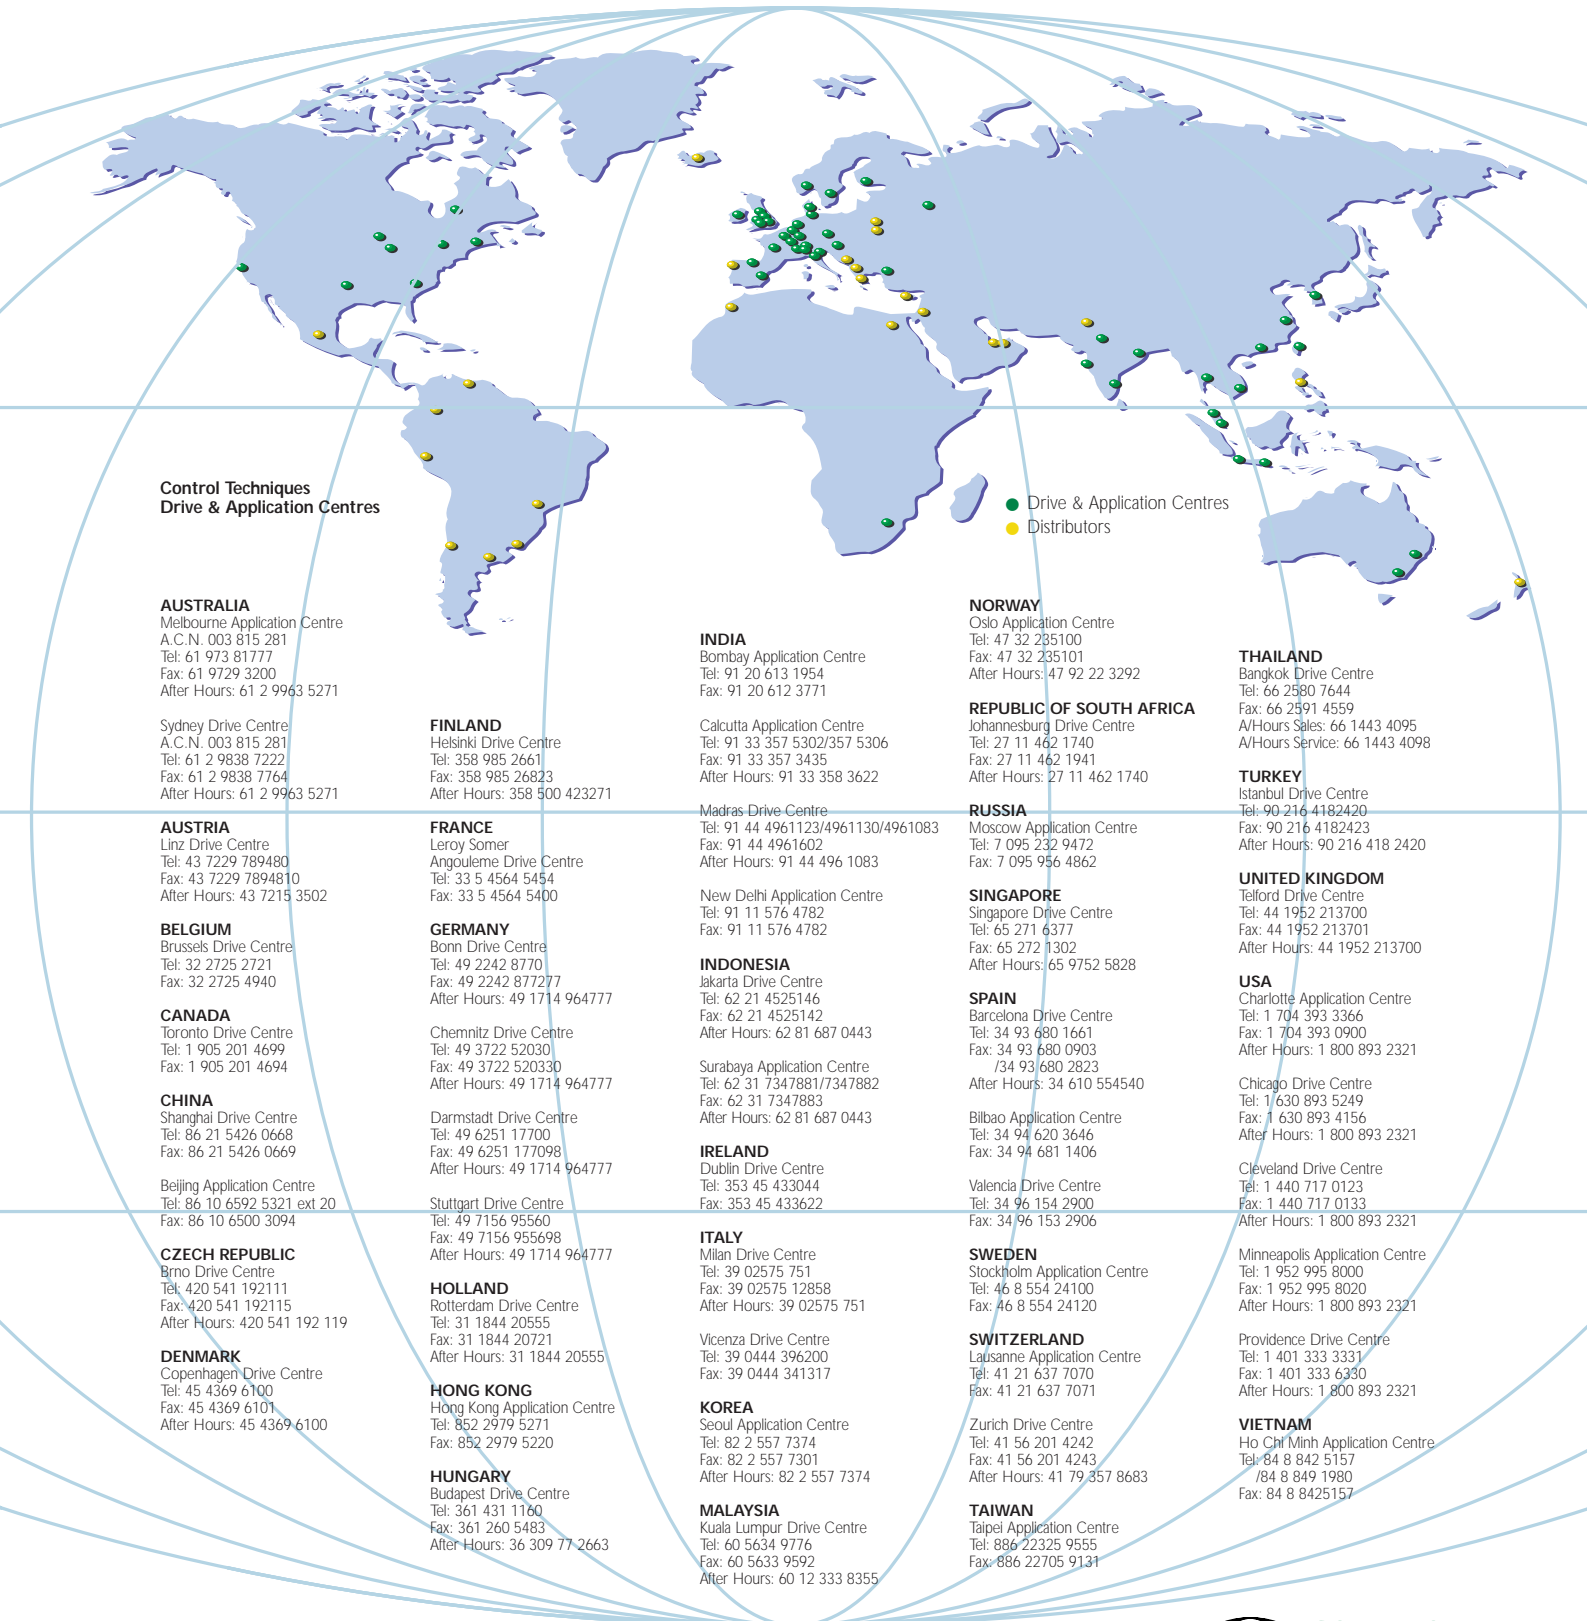 Control Techniques
Drive & Application Centres
Drive & Application Centres
Distributors
AUSTRALIA
Melbourne Application Centre
A.C.N. 003 815 281
Tel: 61 973 81777
Fax: 61 9729 3200
After Hours: 61 2 9963 5271
Sydney Drive Centre
A.C.N. 003 815 281
Tel: 61 2 9838 7222
Fax: 61 2 9838 7764
After Hours: 61 2 9963 5271
AUSTRIA
Linz Drive Centre
Tel: 43 7229 789480
Fax: 43 7229 7894810
After Hours: 43 7215 3502
BELGIUM
Brussels Drive Centre
Tel: 32 2725 2721
Fax: 32 2725 4940
CANADA
Toronto Drive Centre
Tel: 1 905 201 4699
Fax: 1 905 201 4694
CHINA
Shanghai Drive Centre
Tel: 86 21 5426 0668
Fax: 86 21 5426 0669
Beijing Application Centre
Tel: 86 10 6592 5321 ext 20
Fax: 86 10 6500 3094
CZECH REPUBLIC
Brno Drive Centre
Tel: 420 541 192111
Fax: 420 541 192115
After Hours: 420 541 192 119
DENMARK
Copenhagen Drive Centre
Tel: 45 4369 6100
Fax: 45 4369 6101
After Hours: 45 4369 6100
FINLAND
Helsinki Drive Centre
Tel: 358 985 2661
Fax: 358 985 26823
After Hours: 358 500 423271
FRANCE
Leroy Somer
Angouleme Drive Centre
Tel: 33 5 4564 5454
Fax: 33 5 4564 5400
GERMANY
Bonn Drive Centre
Tel: 49 2242 8770
Fax: 49 2242 877277
After Hours: 49 1714 964777
Chemnitz Drive Centre
Tel: 49 3722 52030
Fax: 49 3722 520330
After Hours: 49 1714 964777
Darmstadt Drive Centre
Tel: 49 6251 17700
Fax: 49 6251 177098
After Hours: 49 1714 964777
Stuttgart Drive Centre
Tel: 49 7156 95560
Fax: 49 7156 955698
After Hours: 49 1714 964777
HOLLAND
Rotterdam Drive Centre
Tel: 31 1844 20555
Fax: 31 1844 20721
After Hours: 31 1844 20555
HONG KONG
Hong Kong Application Centre
Tel: 852 2979 5271
Fax: 852 2979 5220
HUNGARY
Budapest Drive Centre
Tel: 361 431 1160
Fax: 361 260 5483
After Hours: 36 309 77 2663
INDIA
Bombay Application Centre
Tel: 91 20 613 1954
Fax: 91 20 612 3771
Calcutta Application Centre
Tel: 91 33 357 5302/357 5306
Fax: 91 33 357 3435
After Hours: 91 33 358 3622
Madras Drive Centre
Tel: 91 44 4961123/4961130/4961083
Fax: 91 44 4961602
After Hours: 91 44 496 1083
New Delhi Application Centre
Tel: 91 11 576 4782
Fax: 91 11 576 4782
INDONESIA
Jakarta Drive Centre
Tel: 62 21 4525146
Fax: 62 21 4525142
After Hours: 62 81 687 0443
Surabaya Application Centre
Tel: 62 31 7347881/7347882
Fax: 62 31 7347883
After Hours: 62 81 687 0443
IRELAND
Dublin Drive Centre
Tel: 353 45 433044
Fax: 353 45 433622
ITALY
Milan Drive Centre
Tel: 39 02575 751
Fax: 39 02575 12858
After Hours: 39 02575 751
Vicenza Drive Centre
Tel: 39 0444 396200
Fax: 39 0444 341317
KOREA
Seoul Application Centre
Tel: 82 2 557 7374
Fax: 82 2 557 7301
After Hours: 82 2 557 7374
MALAYSIA
Kuala Lumpur Drive Centre
Tel: 60 5634 9776
Fax: 60 5633 9592
After Hours: 60 12 333 8355
NORWAY
Oslo Application Centre
Tel: 47 32 235100
Fax: 47 32 235101
After Hours: 47 92 22 3292
REPUBLIC OF SOUTH AFRICA
Johannesburg Drive Centre
Tel: 27 11 462 1740
Fax: 27 11 462 1941
After Hours: 27 11 462 1740
RUSSIA
Moscow Application Centre
Tel: 7 095 232 9472
Fax: 7 095 956 4862
SINGAPORE
Singapore Drive Centre
Tel: 65 271 6377
Fax: 65 272 1302
After Hours: 65 9752 5828
SPAIN
Barcelona Drive Centre
Tel: 34 93 680 1661
Fax: 34 93 680 0903
/34 93 680 2823
After Hours: 34 610 554540
Bilbao Application Centre
Tel: 34 94 620 3646
Fax: 34 94 681 1406
Valencia Drive Centre
Tel: 34 96 154 2900
Fax: 34 96 153 2906
SWEDEN
Stockholm Application Centre
Tel: 46 8 554 24100
Fax: 46 8 554 24120
SWITZERLAND
Lausanne Application Centre
Tel: 41 21 637 7070
Fax: 41 21 637 7071
Zurich Drive Centre
Tel: 41 56 201 4242
Fax: 41 56 201 4243
After Hours: 41 79 357 8683
TAIWAN
Taipei Application Centre
Tel: 886 22325 9555
Fax: 886 22705 9131
THAILAND
Bangkok Drive Centre
Tel: 66 2580 7644
Fax: 66 2591 4559
A/Hours Sales: 66 1443 4095
A/Hours Service: 66 1443 4098
TURKEY
Istanbul Drive Centre
Tel: 90 216 4182420
Fax: 90 216 4182423
After Hours: 90 216 418 2420
UNITED KINGDOM
Telford Drive Centre
Tel: 44 1952 213700
Fax: 44 1952 213701
After Hours: 44 1952 213700
USA
Charlotte Application Centre
Tel: 1 704 393 3366
Fax: 1 704 393 0900
After Hours: 1 800 893 2321
Chicago Drive Centre
Tel: 1 630 893 5249
Fax: 1 630 893 4156
After Hours: 1 800 893 2321
Cleveland Drive Centre
Tel: 1 440 717 0123
Fax: 1 440 717 0133
After Hours: 1 800 893 2321
Minneapolis Application Centre
Tel: 1 952 995 8000
Fax: 1 952 995 8020
After Hours: 1 800 893 2321
Providence Drive Centre
Tel: 1 401 333 3331
Fax: 1 401 333 6330
After Hours: 1 800 893 2321
VIETNAM
Ho Chi Minh Application Centre
Tel: 84 8 842 5157
/84 8 849 1980
Fax: 84 8 8425157